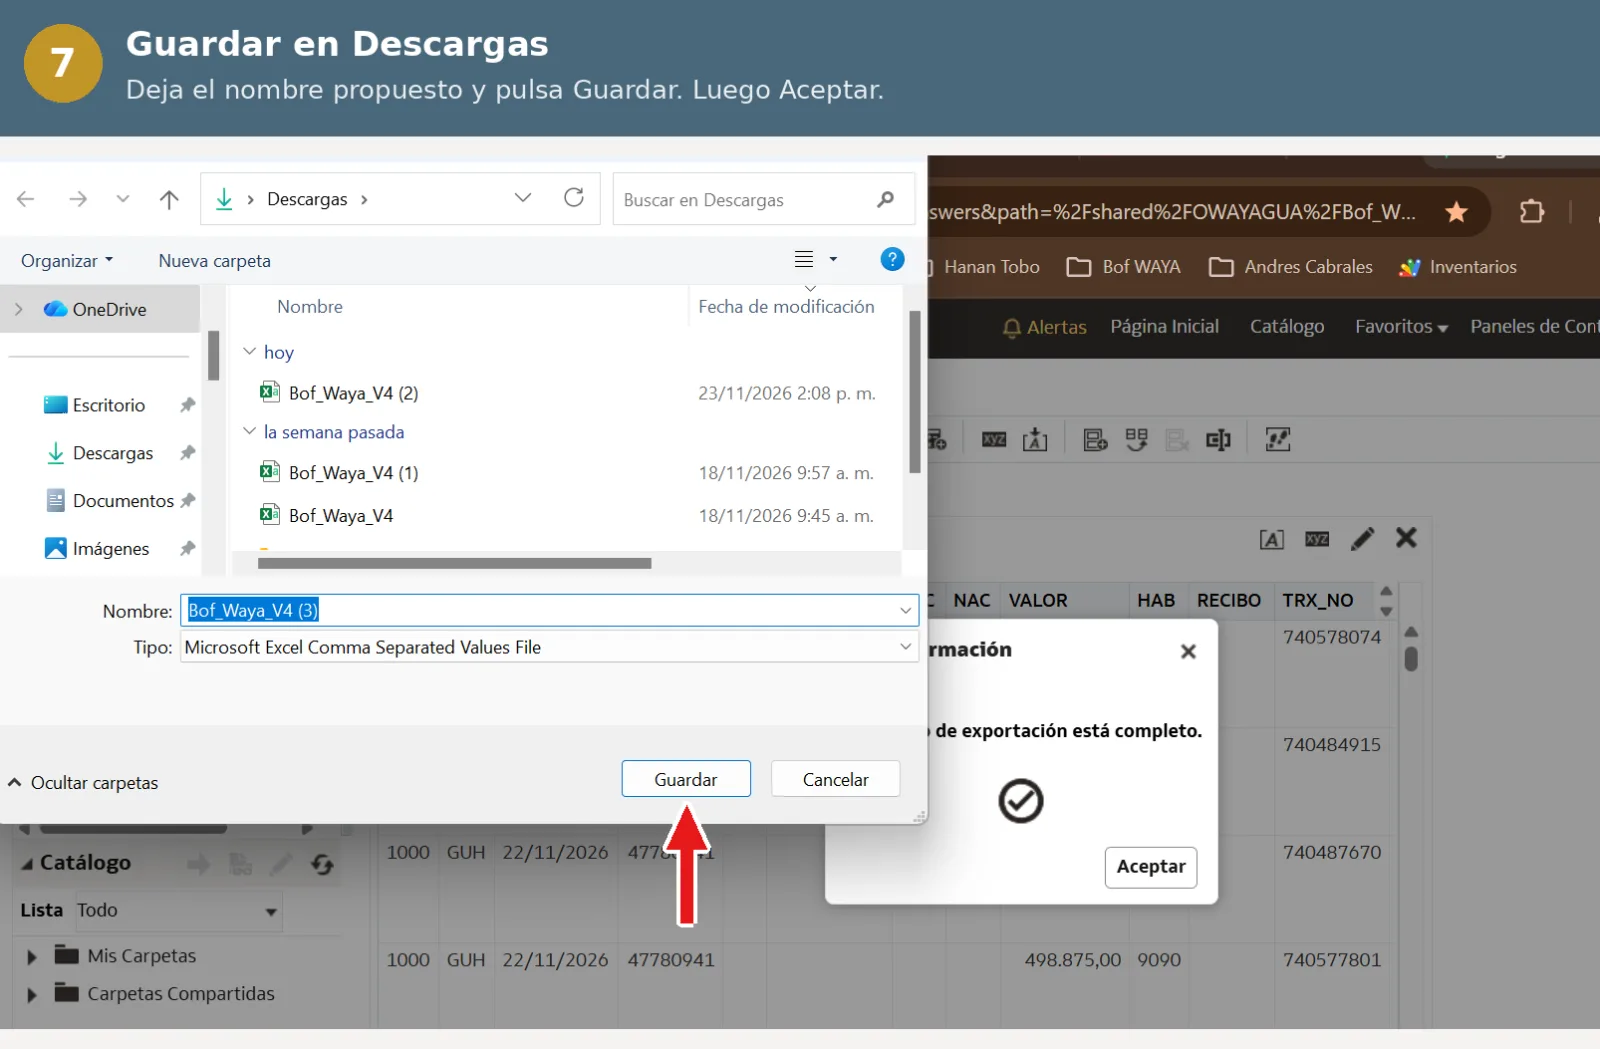 7
Guardar en Descargas
Deja el nombre propuesto y pulsa Guardar. Luego Aceptar.
Descargas
Buscar en Descargas
swers&path=%2Fshared%2FOWAYAGUA%2FBof_W...
Organizar
Nueva carpeta
?
Hanan Tobo
Bof WAYA
Andres Cabrales
Inventarios
OneDrive
Nombre
Fecha de modificación
Alertas
Página Inicial
Catálogo
Favoritos
Paneles de Cont
hoy
Bof_Waya_V4 (2)
23/11/2026 2:08 p. m.
Escritorio
la semana pasada
Descargas
Bof_Waya_V4 (1)
18/11/2026 9:57 a. m.
Documentos
Bof_Waya_V4
18/11/2026 9:45 a. m.
Imágenes
Nombre:
Bof_Waya_V4 (3)
Tipo:
Microsoft Excel Comma Separated Values File
C NAC VALOR HAB RECIBO TRX_NO
740578074
rmación
de exportación está completo.
740484915
Ocultar carpetas
Guardar
Cancelar
Aceptar
Catálogo
1000 GUH 22/11/2026
740487670
Lista Todo
Mis Carpetas
1000 GUH 22/11/2026 47780941 498.875,00 9090 740577801
Carpetas Compartidas